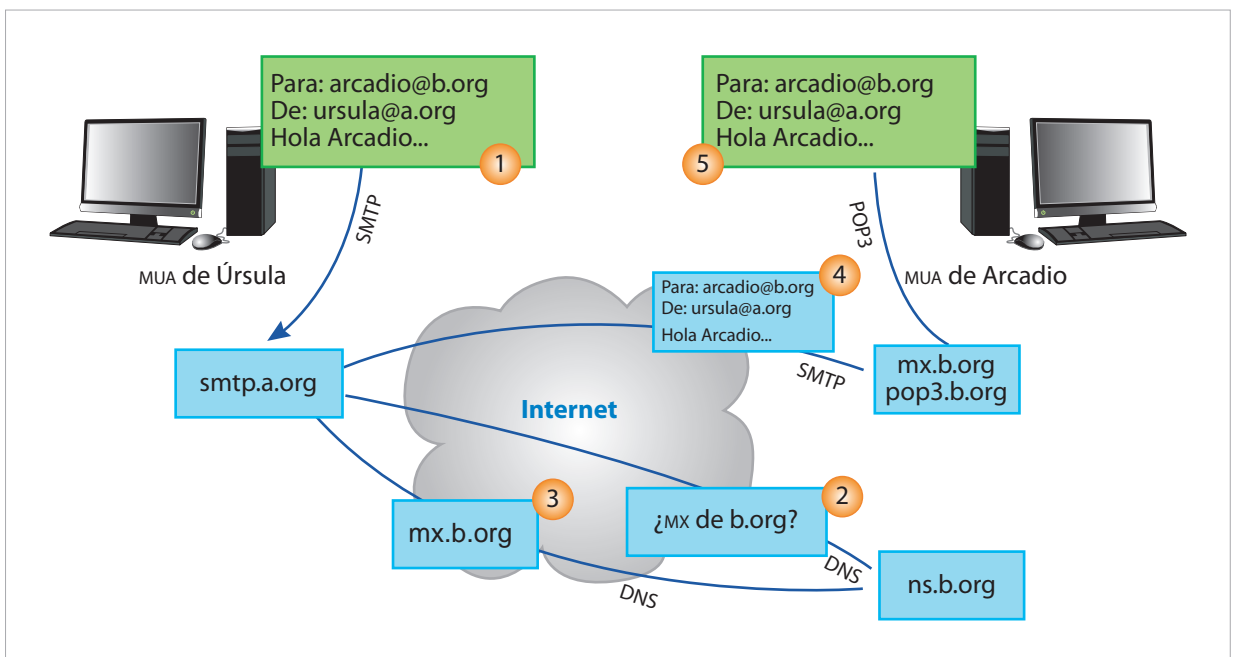 Para: arcadio@b.org
De: ursula@a.org
Hola Arcadio...
1
SMTP
MUA de Úrsula
Para: arcadio@b.org
De: ursula@a.org
Hola Arcadio...
5
POP3
MUA de Arcadio
Para: arcadio@b.org
De: ursula@a.org
Hola Arcadio...
4
SMTP
smtp.a.org
mx.b.org
pop3.b.org
Internet
mx.b.org
3
¿MX de b.org?
2
DNS
DNS
ns.b.org